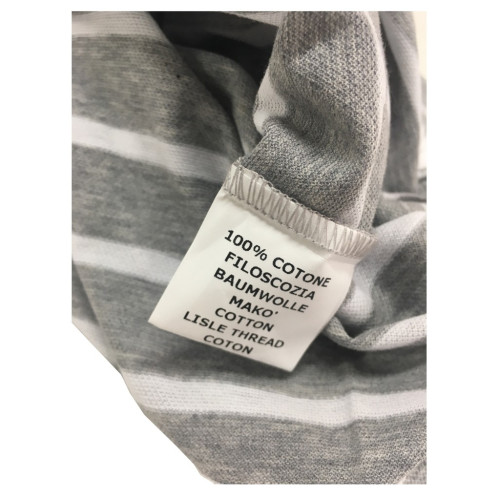 100% COTONE
FILOSCOZIA
BAUMWOLLE
MAKO'
COTTON
LISLE THREAD
COTON